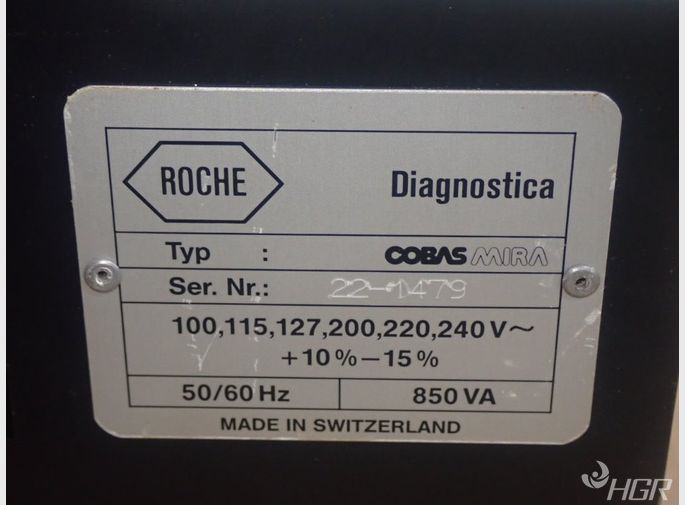 ROCHE Diagnostica
Typ : COBAS MIRA
Ser. Nr.: 22-1479
100,115,127,200,220,240 V~
+10%-15%
50/60 Hz 850 VA
MADE IN SWITZERLAND
HGR